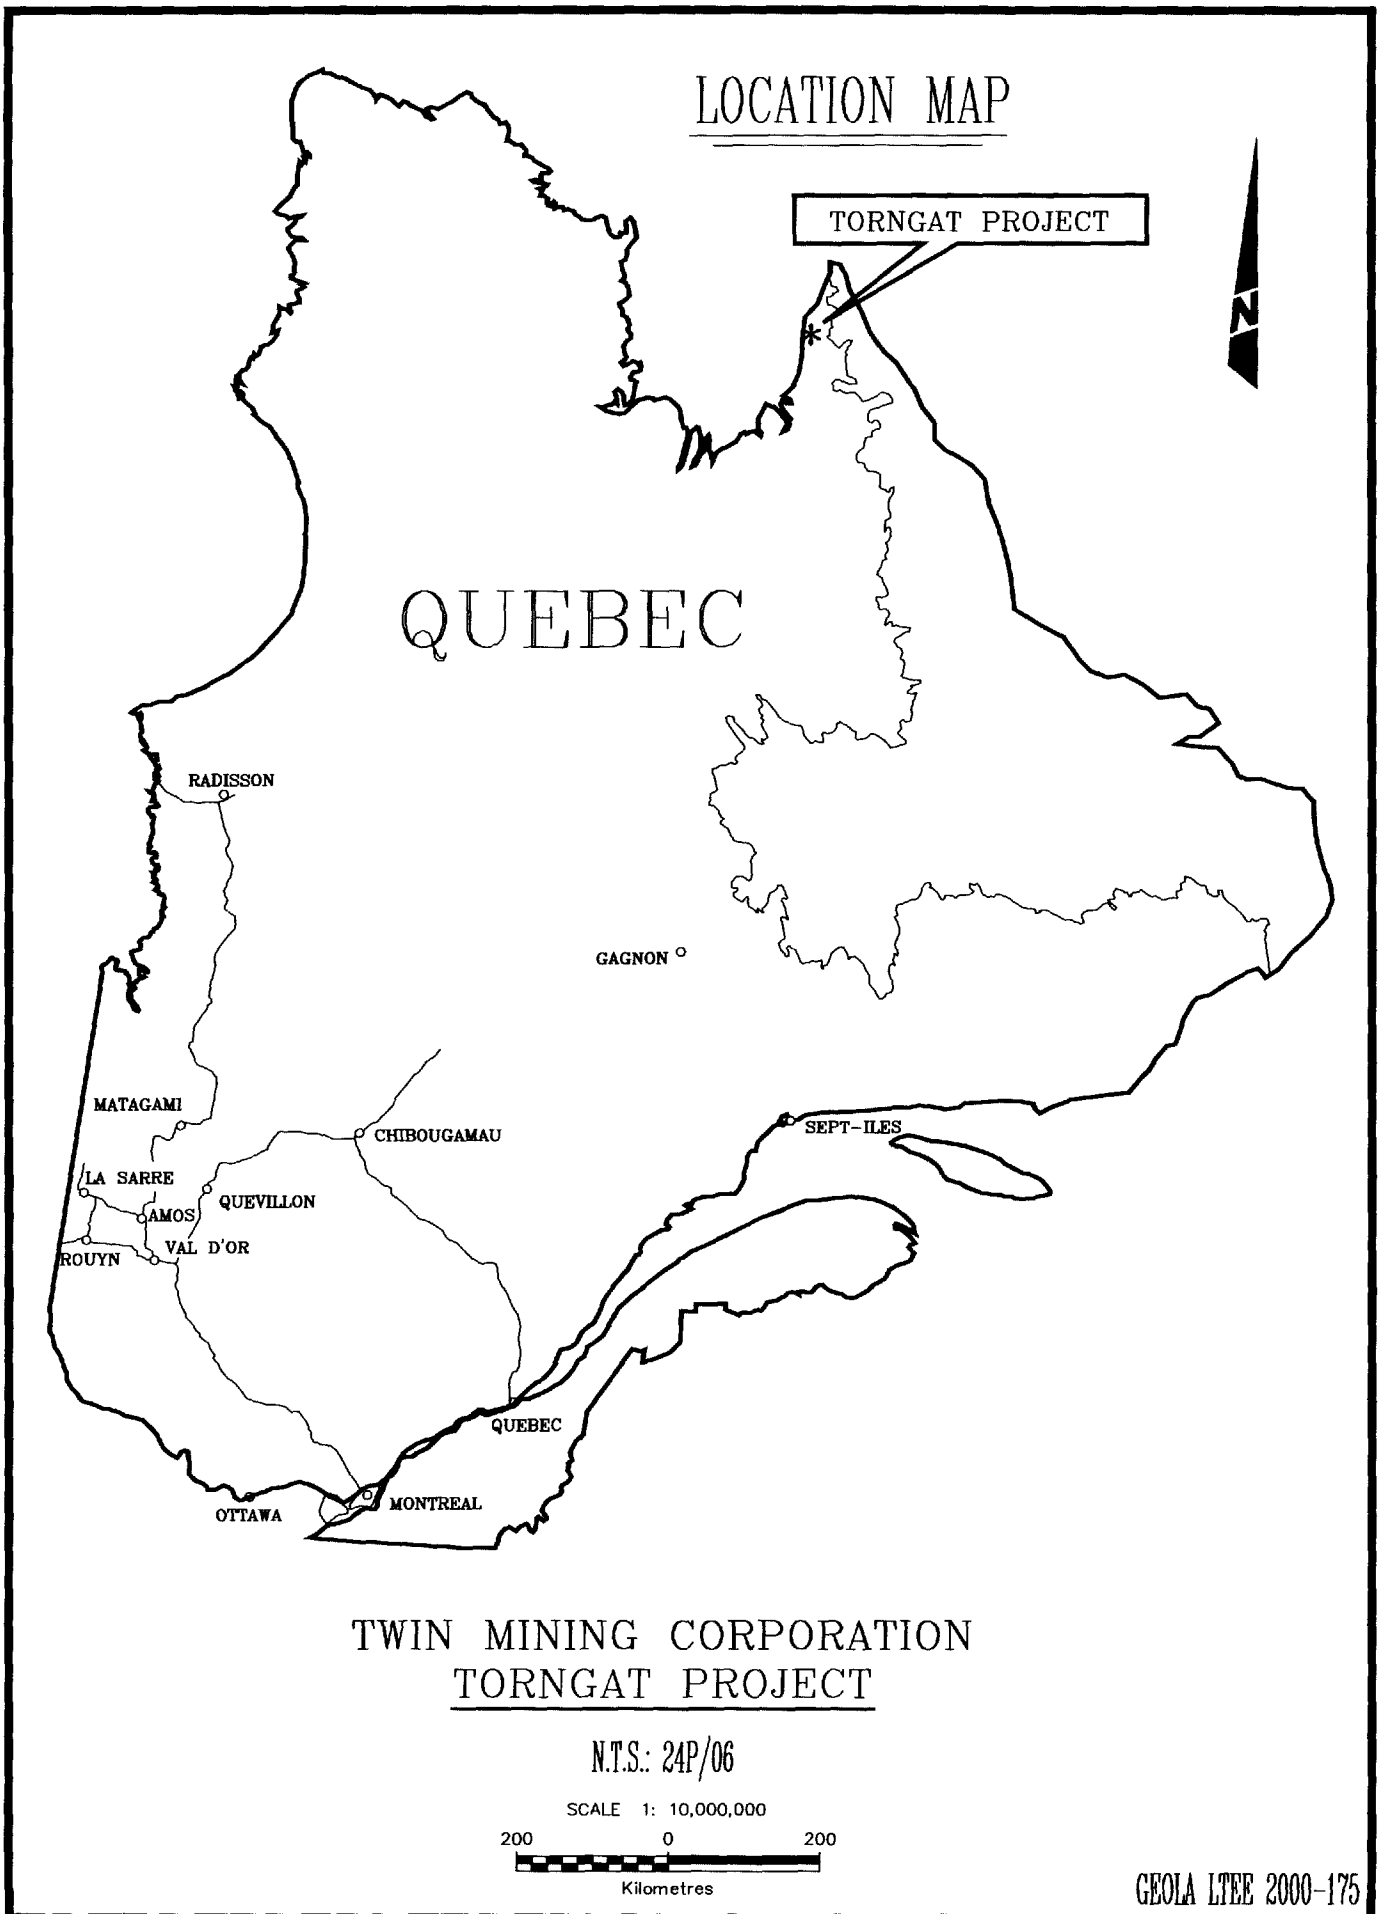 LOCATION MAP
TORNGAT PROJECT
N
QUEBEC
RADISSON
GAGNON
MATAGAMI
CHIBOUGAMAU
SEPT-ILES
LA SARRE
QUEVILLON
AMOS
VAL D'OR
ROUYN
QUEBEC
MONTREAL
OTTAWA
TWIN MINING CORPORATION
TORNGAT PROJECT
N.T.S.: 24P/06
SCALE 1: 10,000,000
200 0 200
Kilometres
GEOLA LTEE 2000-175